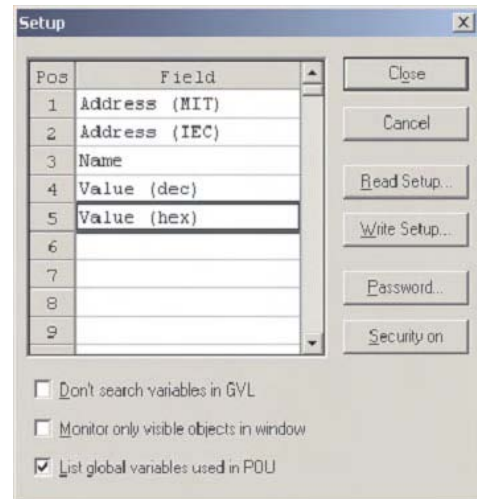 Setup
Pos Field
1 Address (MIT)
2 Address (IEC)
3 Name
4 Value (dec)
5 Value (hex)
6
7
8
9
Close
Cancel
Read Setup...
Write Setup...
Password...
Security on
Don't search variables in GVL
Monitor only visible objects in window
List global variables used in POU